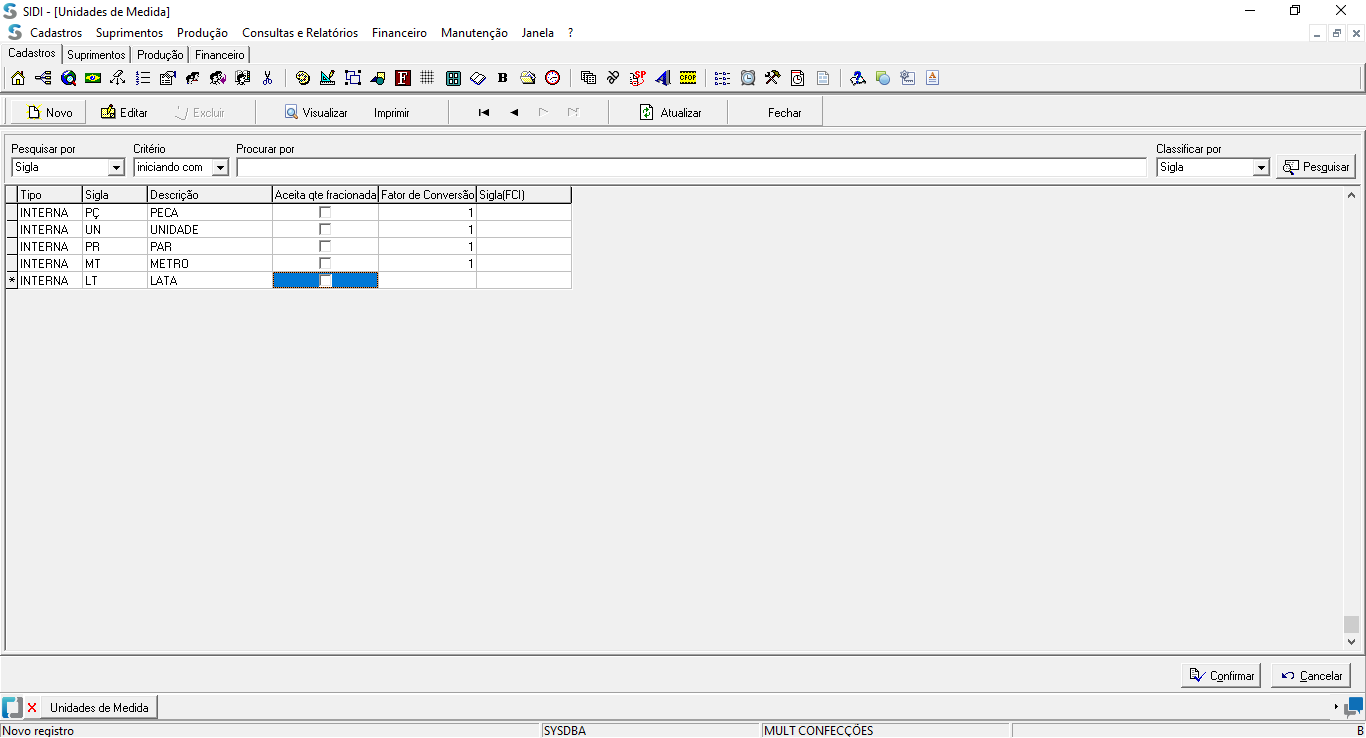 SIDI - [Unidades de Medida]
Cadastros Suprimentos Produção Consultas e Relatórios Financeiro Manutenção Janela ?
Cadastros Suprimentos Produção Financeiro
F B SP CFOP A
Novo Editar Excluir Visualizar Imprimir Atualizar Fechar
Pesquisar por Critério Procurar por Classificar por
Sigla iniciando com Sigla Pesquisar
Tipo Sigla Descrição Aceita qte fracionada Fator de Conversão Sigla(FCI)
INTERNA PÇ PECA 1
INTERNA UN UNIDADE 1
INTERNA PR PAR 1
INTERNA MT METRO 1
* INTERNA LT LATA
Confirmar Cancelar
Unidades de Medida
Novo registro SYSDBA MULT CONFECÇÕES B